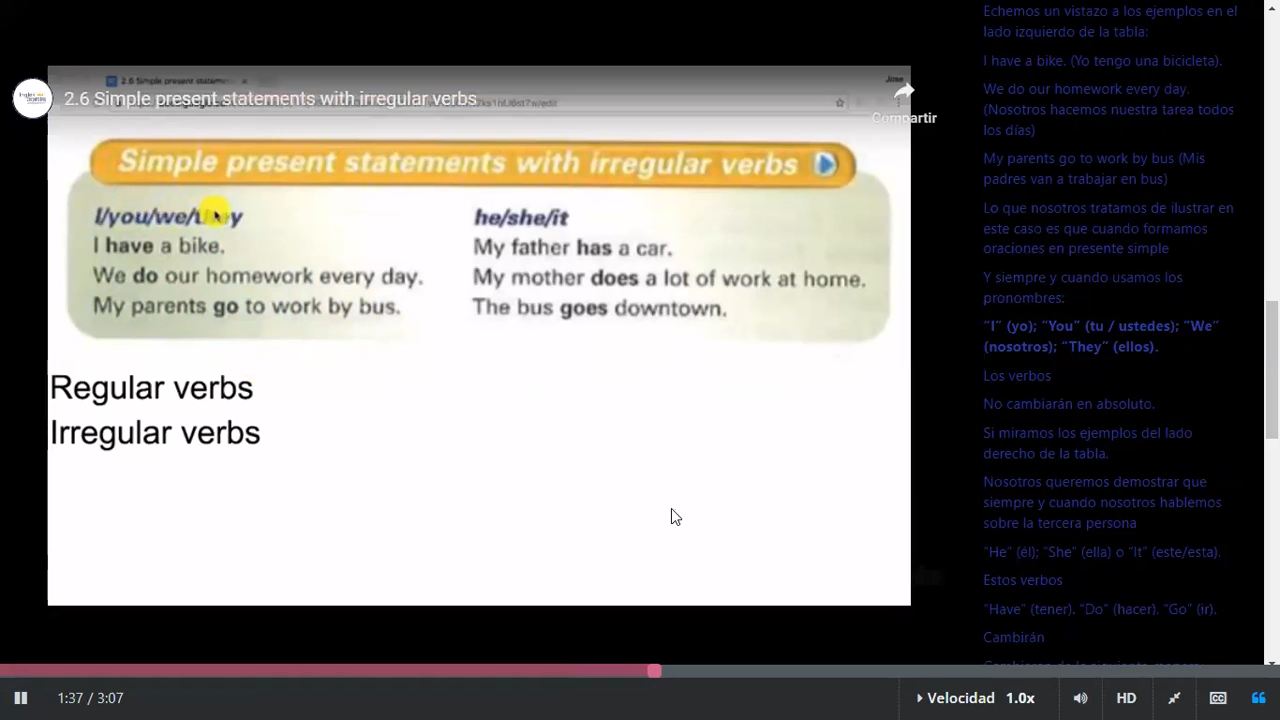 Echemos un vistazo a los ejemplos en el
lado izquierdo de la tabla:
I have a bike. (Yo tengo una bicicleta).
We do our homework every day.
(Nosotros hacemos nuestra tarea todos
los días)
My parents go to work by bus (Mis
padres van a trabajar en bus)
Lo que nosotros tratamos de ilustrar en
este caso es que cuando formamos
oraciones en presente simple
Y siempre y cuando usamos los
pronombres:
“I” (yo); “You” (tu / ustedes); “We”
(nosotros); “They” (ellos).
Los verbos
No cambiarán en absoluto.
Si miramos los ejemplos del lado
derecho de la tabla.
Nosotros queremos demostrar que
siempre y cuando nosotros hablemos
sobre la tercera persona
“He” (él); “She” (ella) o “It” (este/esta).
Estos verbos
“Have” (tener). “Do” (hacer). “Go” (ir).
Cambirán
2.6 Simple present statem
Jose
2.6 Simple present statements with irregular verbs
Compartir
Simple present statements with irregular verbs
I/you/we/they
I have a bike.
We do our homework every day.
My parents go to work by bus.
he/she/it
My father has a car.
My mother does a lot of work at home.
The bus goes downtown.
Regular verbs
Irregular verbs
1:37 / 3:07
Velocidad 1.0x
HD
CC